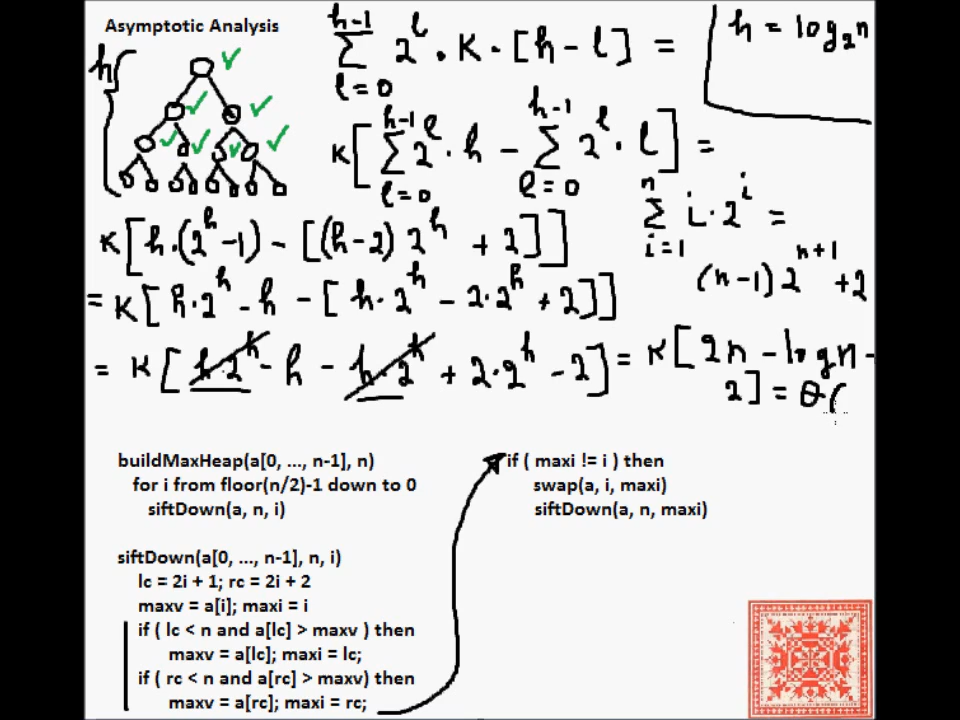 Asymptotic Analysis
h
h-1
∑ 2^l · K · [h - l] =
l = 0
h = log₂n
h-1 h-1
K[ ∑ 2^l · h - ∑ 2^l · l ] =
l = 0 l = 0
n
∑ i · 2^i =
i = 1
(n-1)2^(n+1) + 2
K[h·(2^h - 1) - [(h-2) 2^h + 2]]
= K[h·2^h - h - [h·2^h - 2·2^h + 2]]
= K[h·2^h - h - h·2^h + 2·2^h - 2] = K[2n - logn -
2] = θ(
buildMaxHeap(a[0, ..., n-1], n)
for i from floor(n/2)-1 down to 0
siftDown(a, n, i)
siftDown(a[0, ..., n-1], n, i)
lc = 2i + 1; rc = 2i + 2
maxv = a[i]; maxi = i
if ( lc < n and a[lc] > maxv ) then
maxv = a[lc]; maxi = lc;
if ( rc < n and a[rc] > maxv) then
maxv = a[rc]; maxi = rc;
if ( maxi != i ) then
swap(a, i, maxi)
siftDown(a, n, maxi)